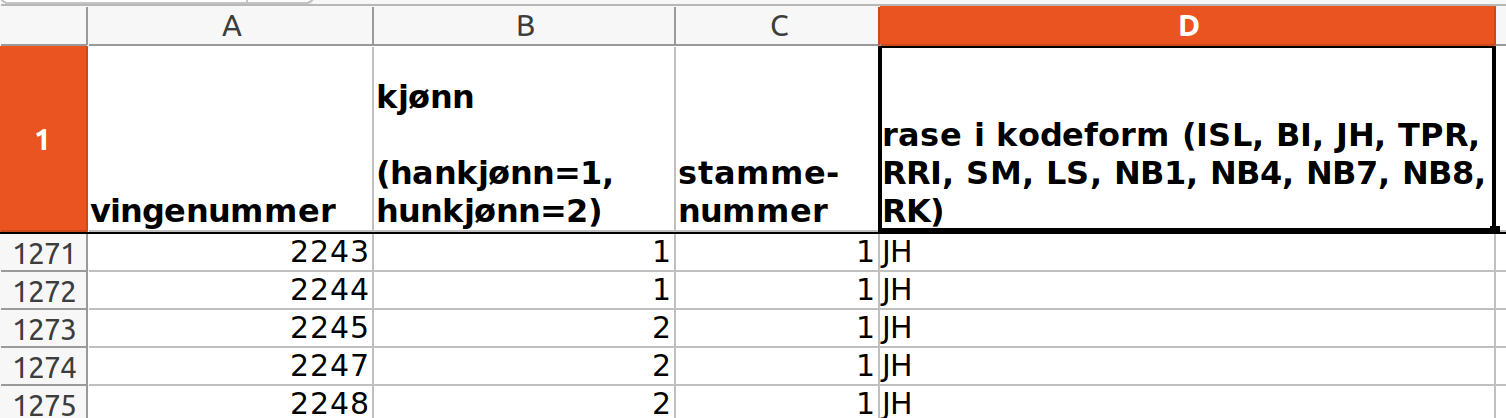 A B C D
1 vingenummer
kjønn
(hankjønn=1,
hunkjønn=2)
stamme-
nummer
rase i kodeform (ISL, BI, JH, TPR,
RRI, SM, LS, NB1, NB4, NB7, NB8,
RK)
1271 2243 1 1 JH
1272 2244 1 1 JH
1273 2245 2 1 JH
1274 2247 2 1 JH
1275 2248 2 1 JH